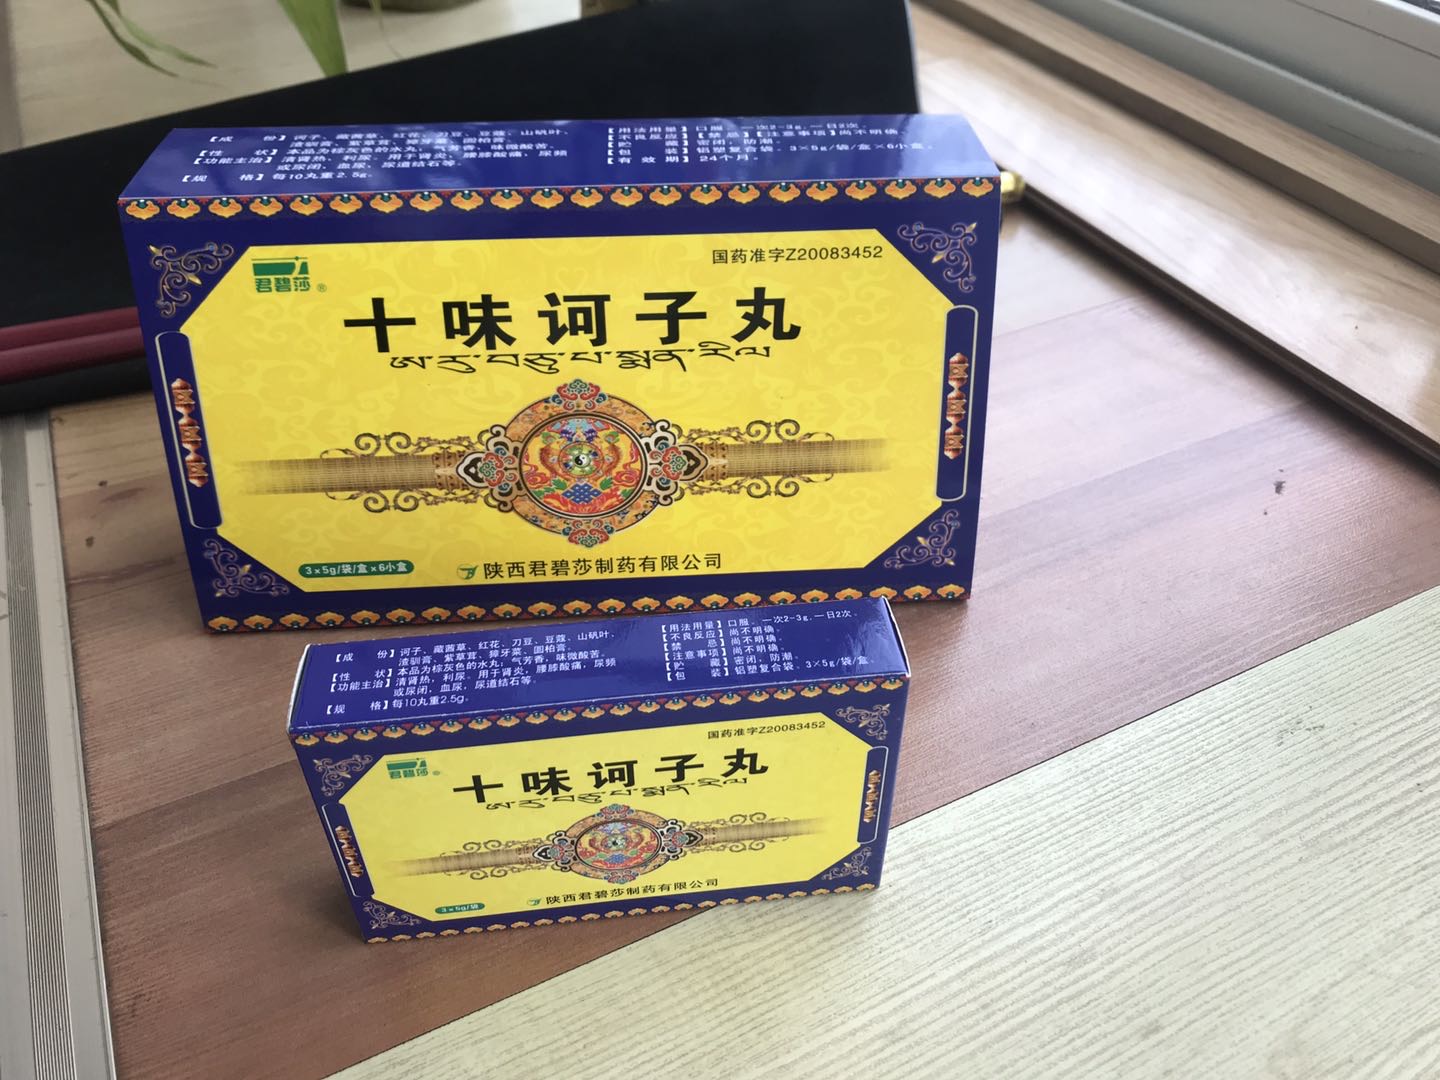 【成 份】诃子、藏茜草、红花、刀豆、豆蔻、山矾叶、
渣驯膏、紫草茸、獐牙菜、圆柏膏。
【性 状】本品为棕灰色的水丸；气芳香，味微酸苦。
【功能主治】清肾热，利尿。用于肾炎，腰膝酸痛，尿频
或尿闭，血尿，尿道结石等。
【规 格】每10丸重2.5g。
【用法用量】口服。一次2-3g，一日2次。
【不良反应】【禁忌】【注意事项】尚不明确。
【贮 藏】密闭，防潮。
【包 装】铝塑复合袋。3×5g/袋/盒×6小盒。
【有 效 期】24个月。
君碧莎®
国药准字Z20083452
十味诃子丸
ཨ་རུ་བཅུ་པ་སྨན་རིལ
3×5g/袋/盒×6小盒
陕西君碧莎制药有限公司
【成 份】诃子、藏茜草、红花、刀豆、豆蔻、山矾叶、
渣驯膏、紫草茸、獐牙菜、圆柏膏。
【性 状】本品为棕灰色的水丸；气芳香，味微酸苦。
【功能主治】清肾热，利尿。用于肾炎，腰膝酸痛，尿频
或尿闭，血尿，尿道结石等。
【规 格】每10丸重2.5g。
【用法用量】口服。一次2-3g，一日2次。
【不良反应】尚不明确。
【禁 忌】尚不明确。
【注意事项】尚不明确。
【贮 藏】密闭，防潮。
【包 装】铝塑复合袋。3×5g/袋/盒。
君碧莎®
国药准字Z20083452
十味诃子丸
ཨ་རུ་བཅུ་པ་སྨན་རིལ
3×5g/袋
陕西君碧莎制药有限公司